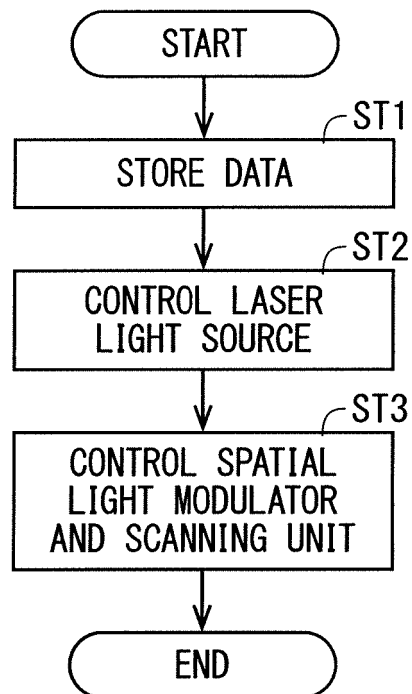 START
ST1
STORE DATA
ST2
CONTROL LASER
LIGHT SOURCE
ST3
CONTROL SPATIAL
LIGHT MODULATOR
AND SCANNING UNIT
END